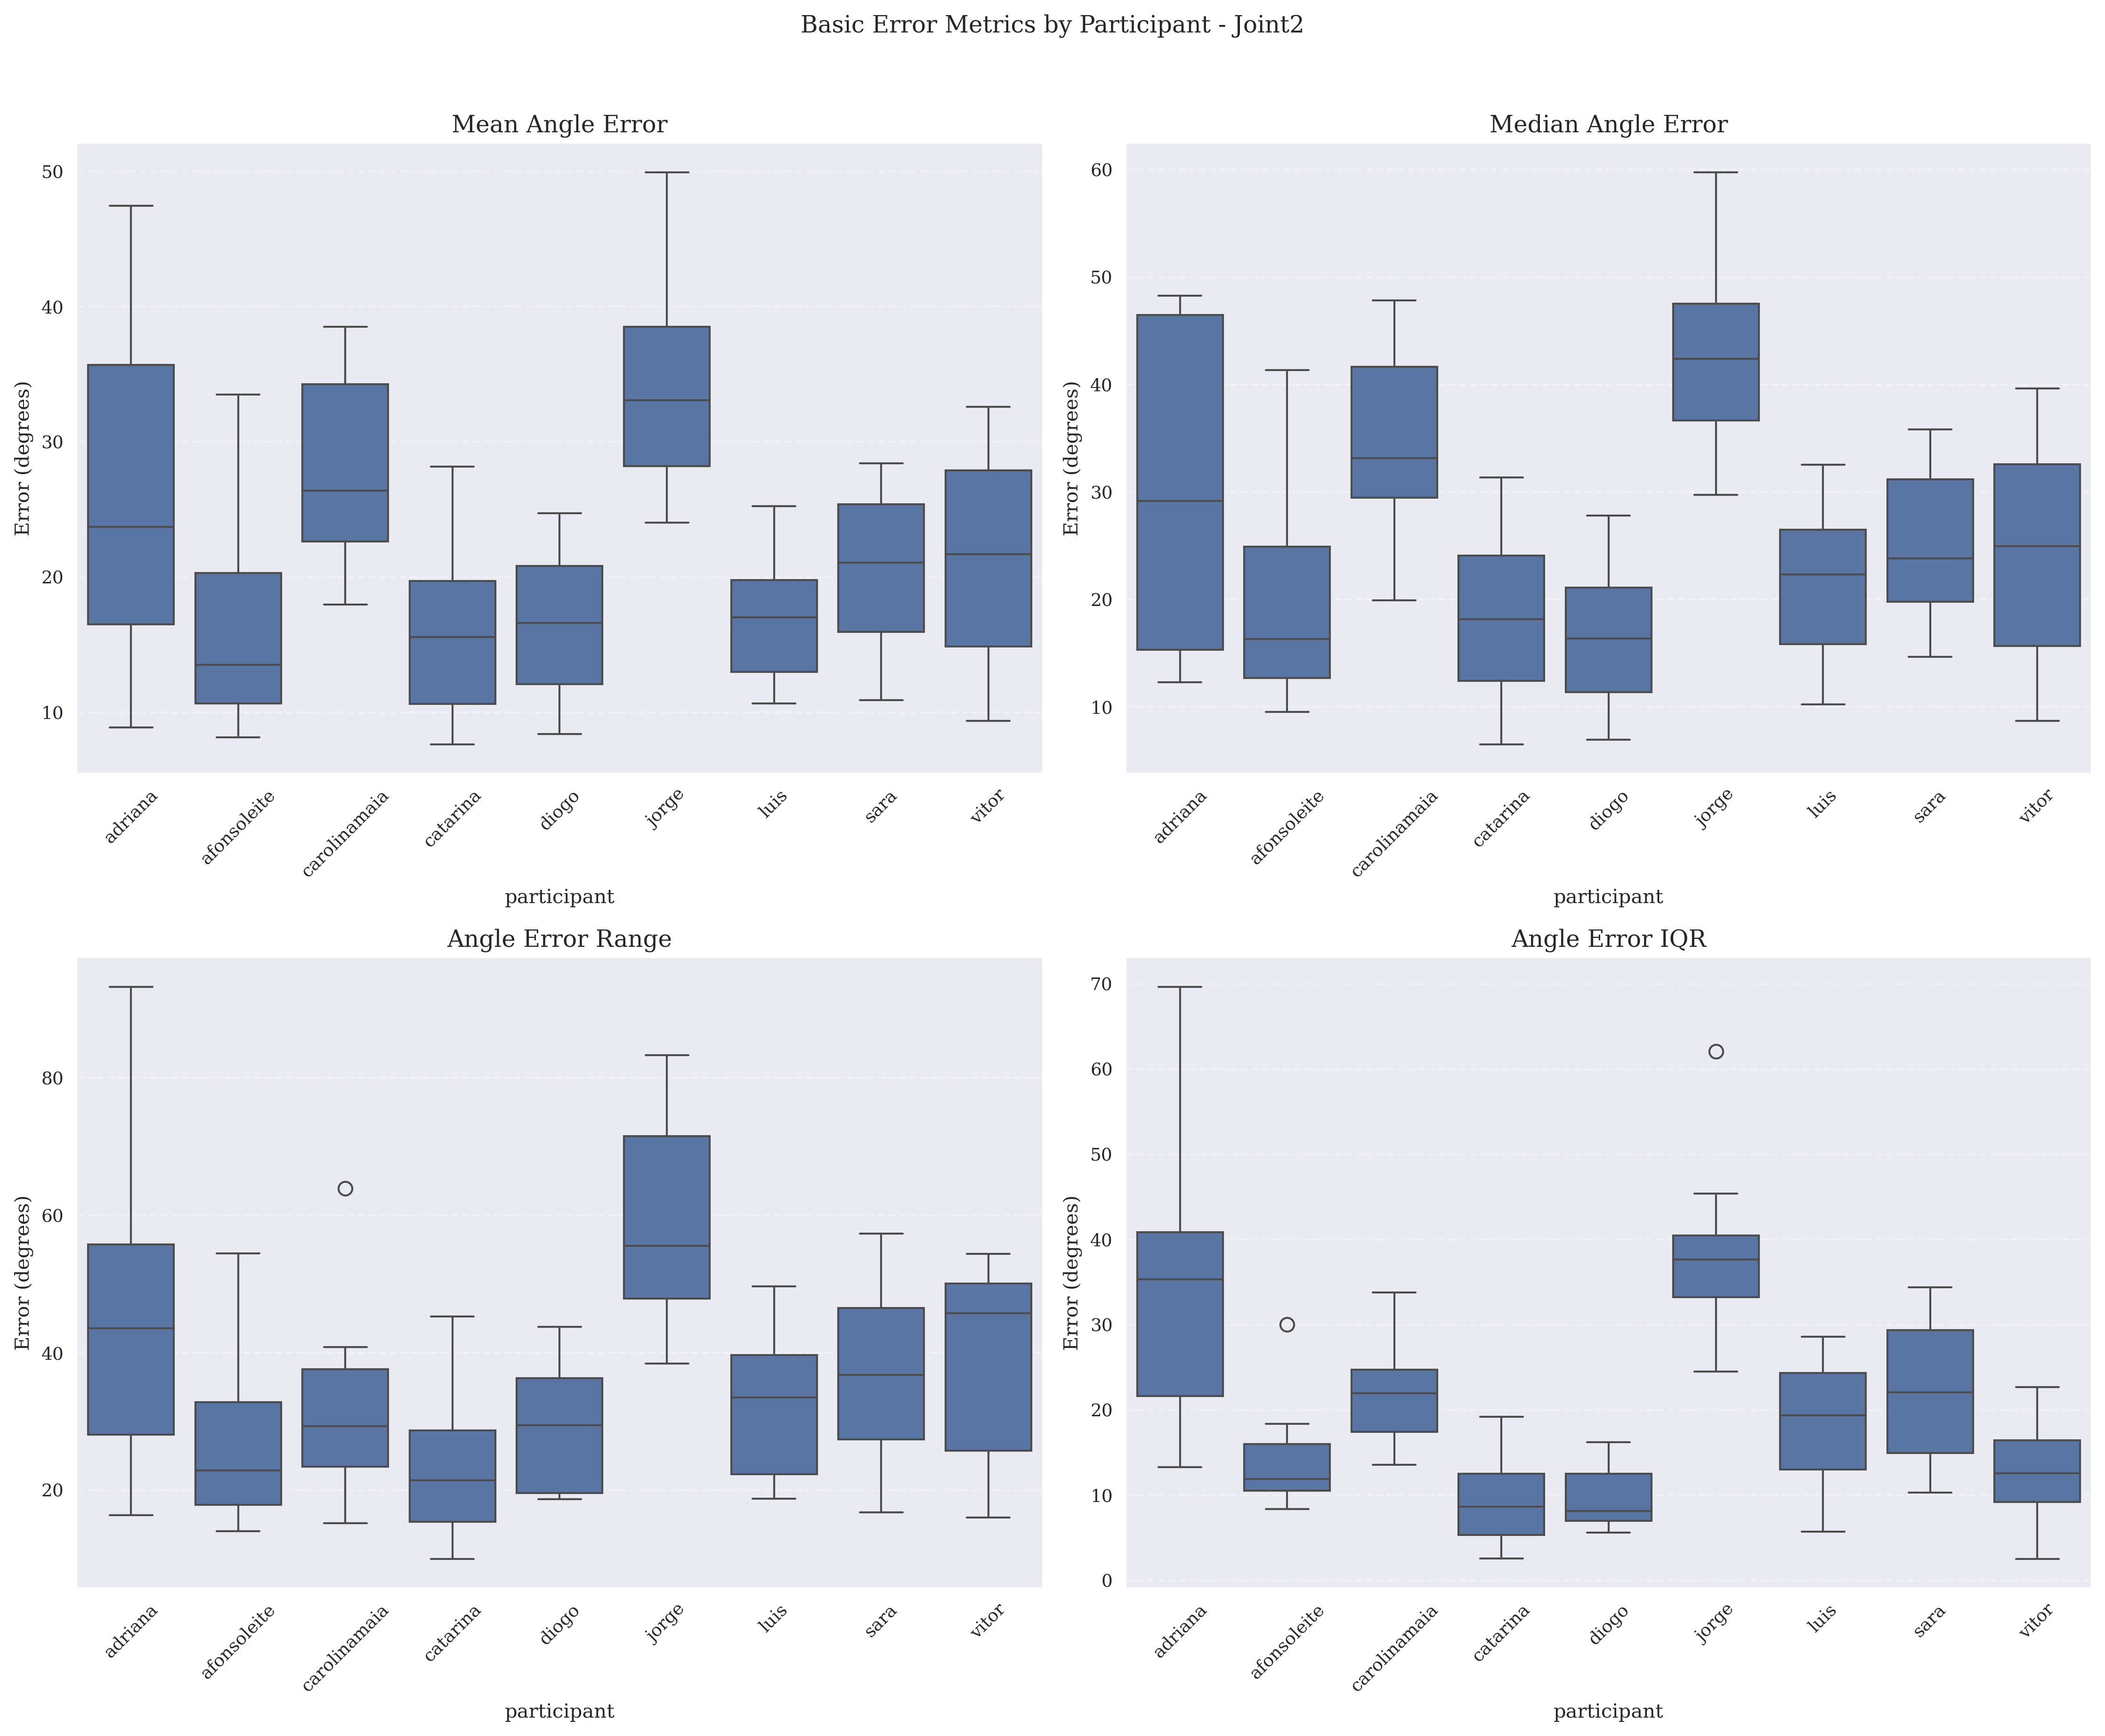 Basic Error Metrics by Participant - Joint2
Mean Angle Error
Error (degrees)
50
40
30
20
10
adriana
afonsoleite
carolinamaia
catarina
diogo
jorge
luis
sara
vitor
participant
Median Angle Error
Error (degrees)
60
50
40
30
20
10
adriana
afonsoleite
carolinamaia
catarina
diogo
jorge
luis
sara
vitor
participant
Angle Error Range
Error (degrees)
80
60
40
20
adriana
afonsoleite
carolinamaia
catarina
diogo
jorge
luis
sara
vitor
participant
Angle Error IQR
Error (degrees)
70
60
50
40
30
20
10
0
adriana
afonsoleite
carolinamaia
catarina
diogo
jorge
luis
sara
vitor
participant